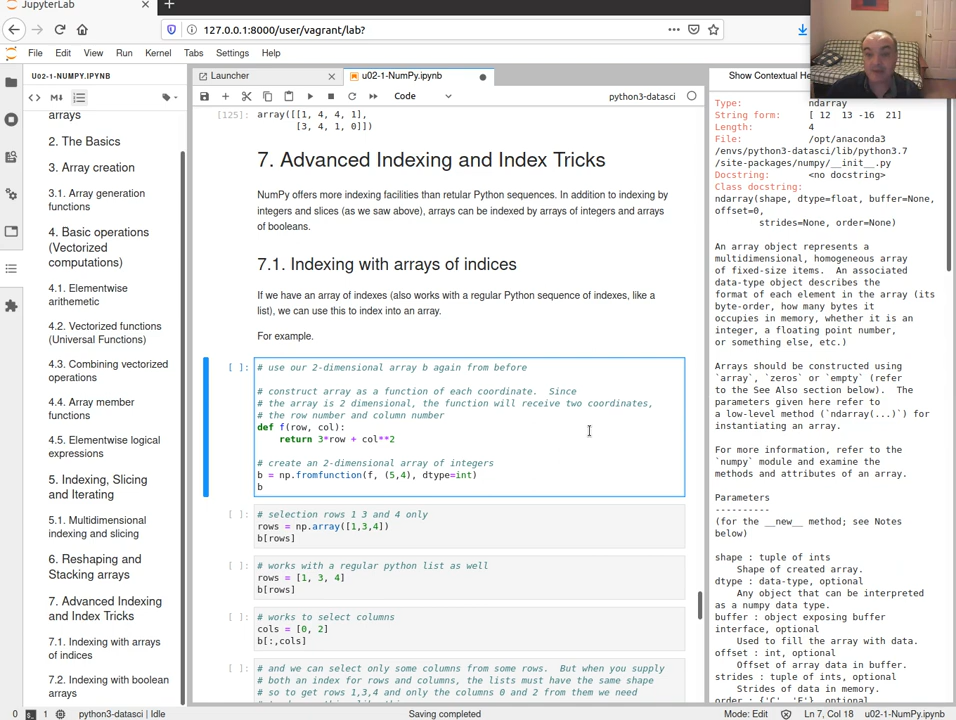 JupyterLab
127.0.0.1:8000/user/vagrant/lab?
File Edit View Run Kernel Tabs Settings Help
U02-1-NUMPY.IPYNB
arrays
2. The Basics
3. Array creation
3.1. Array generation
functions
4. Basic operations
(Vectorized
computations)
4.1. Elementwise
arithemetic
4.2. Vectorized functions
(Universal Functions)
4.3. Combining vectorized
operations
4.4. Array member
functions
4.5. Elementwise logical
expressions
5. Indexing, Slicing
and Iterating
5.1. Multidimensional
indexing and slicing
6. Reshaping and
Stacking arrays
7. Advanced Indexing
and Index Tricks
7.1. Indexing with arrays
of indices
7.2. Indexing with boolean
arrays
Launcher
u02-1-NumPy.ipynb
Code
python3-datasci
[125]: array([[1, 4, 4, 1],
[3, 4, 1, 0]])
7. Advanced Indexing and Index Tricks
NumPy offers more indexing facilities than retular Python sequences. In addition to indexing by
integers and slices (as we saw above), arrays can be indexed by arrays of integers and arrays
of booleans.
7.1. Indexing with arrays of indices
If we have an array of indexes (also works with a regular Python sequence of indexes, like a
list), we can use this to index into an array.
For example.
[ ]: # use our 2-dimensional array b again from before
# construct array as a function of each coordinate. Since
# the array is 2 dimensional, the function will receive two coordinates,
# the row number and column number
def f(row, col):
return 3*row + col**2
# create an 2-dimensional array of integers
b = np.fromfunction(f, (5,4), dtype=int)
b
[ ]: # selection rows 1 3 and 4 only
rows = np.array([1,3,4])
b[rows]
[ ]: # works with a regular python list as well
rows = [1, 3, 4]
b[rows]
[ ]: # works to select columns
cols = [0, 2]
b[:,cols]
[ ]: # and we can select only some columns from some rows. But when you supply
# both an index for rows and columns, the lists must have the same shape
# so to get rows 1,3,4 and only the columns 0 and 2 from them we need
Show Contextual He
Type: ndarray
String form: [ 12 13 -16 21]
Length: 4
File: /opt/anaconda3
/envs/python3-datasci/lib/python3.7
/site-packages/numpy/__init__.py
Docstring: <no docstring>
Class docstring:
ndarray(shape, dtype=float, buffer=None,
offset=0,
strides=None, order=None)
An array object represents a
multidimensional, homogeneous array
of fixed-size items. An associated
data-type object describes the
format of each element in the array (its
byte-order, how many bytes it
occupies in memory, whether it is an
integer, a floating point number,
or something else, etc.)
Arrays should be constructed using
`array`, `zeros` or `empty` (refer
to the See Also section below). The
parameters given here refer to
a low-level method (`ndarray(...)`) for
instantiating an array.
For more information, refer to the
`numpy` module and examine the
methods and attributes of an array.
Parameters
----------
(for the __new__ method; see Notes
below)
shape : tuple of ints
Shape of created array.
dtype : data-type, optional
Any object that can be interpreted
as a numpy data type.
buffer : object exposing buffer
interface, optional
Used to fill the array with data.
offset : int, optional
Offset of array data in buffer.
strides : tuple of ints, optional
Strides of data in memory.
order : {'C', 'F'}, optional
0 1 python3-datasci | Idle
Saving completed
Mode: Edit
Ln 7, Col 18 u02-1-NumPy.ipynb